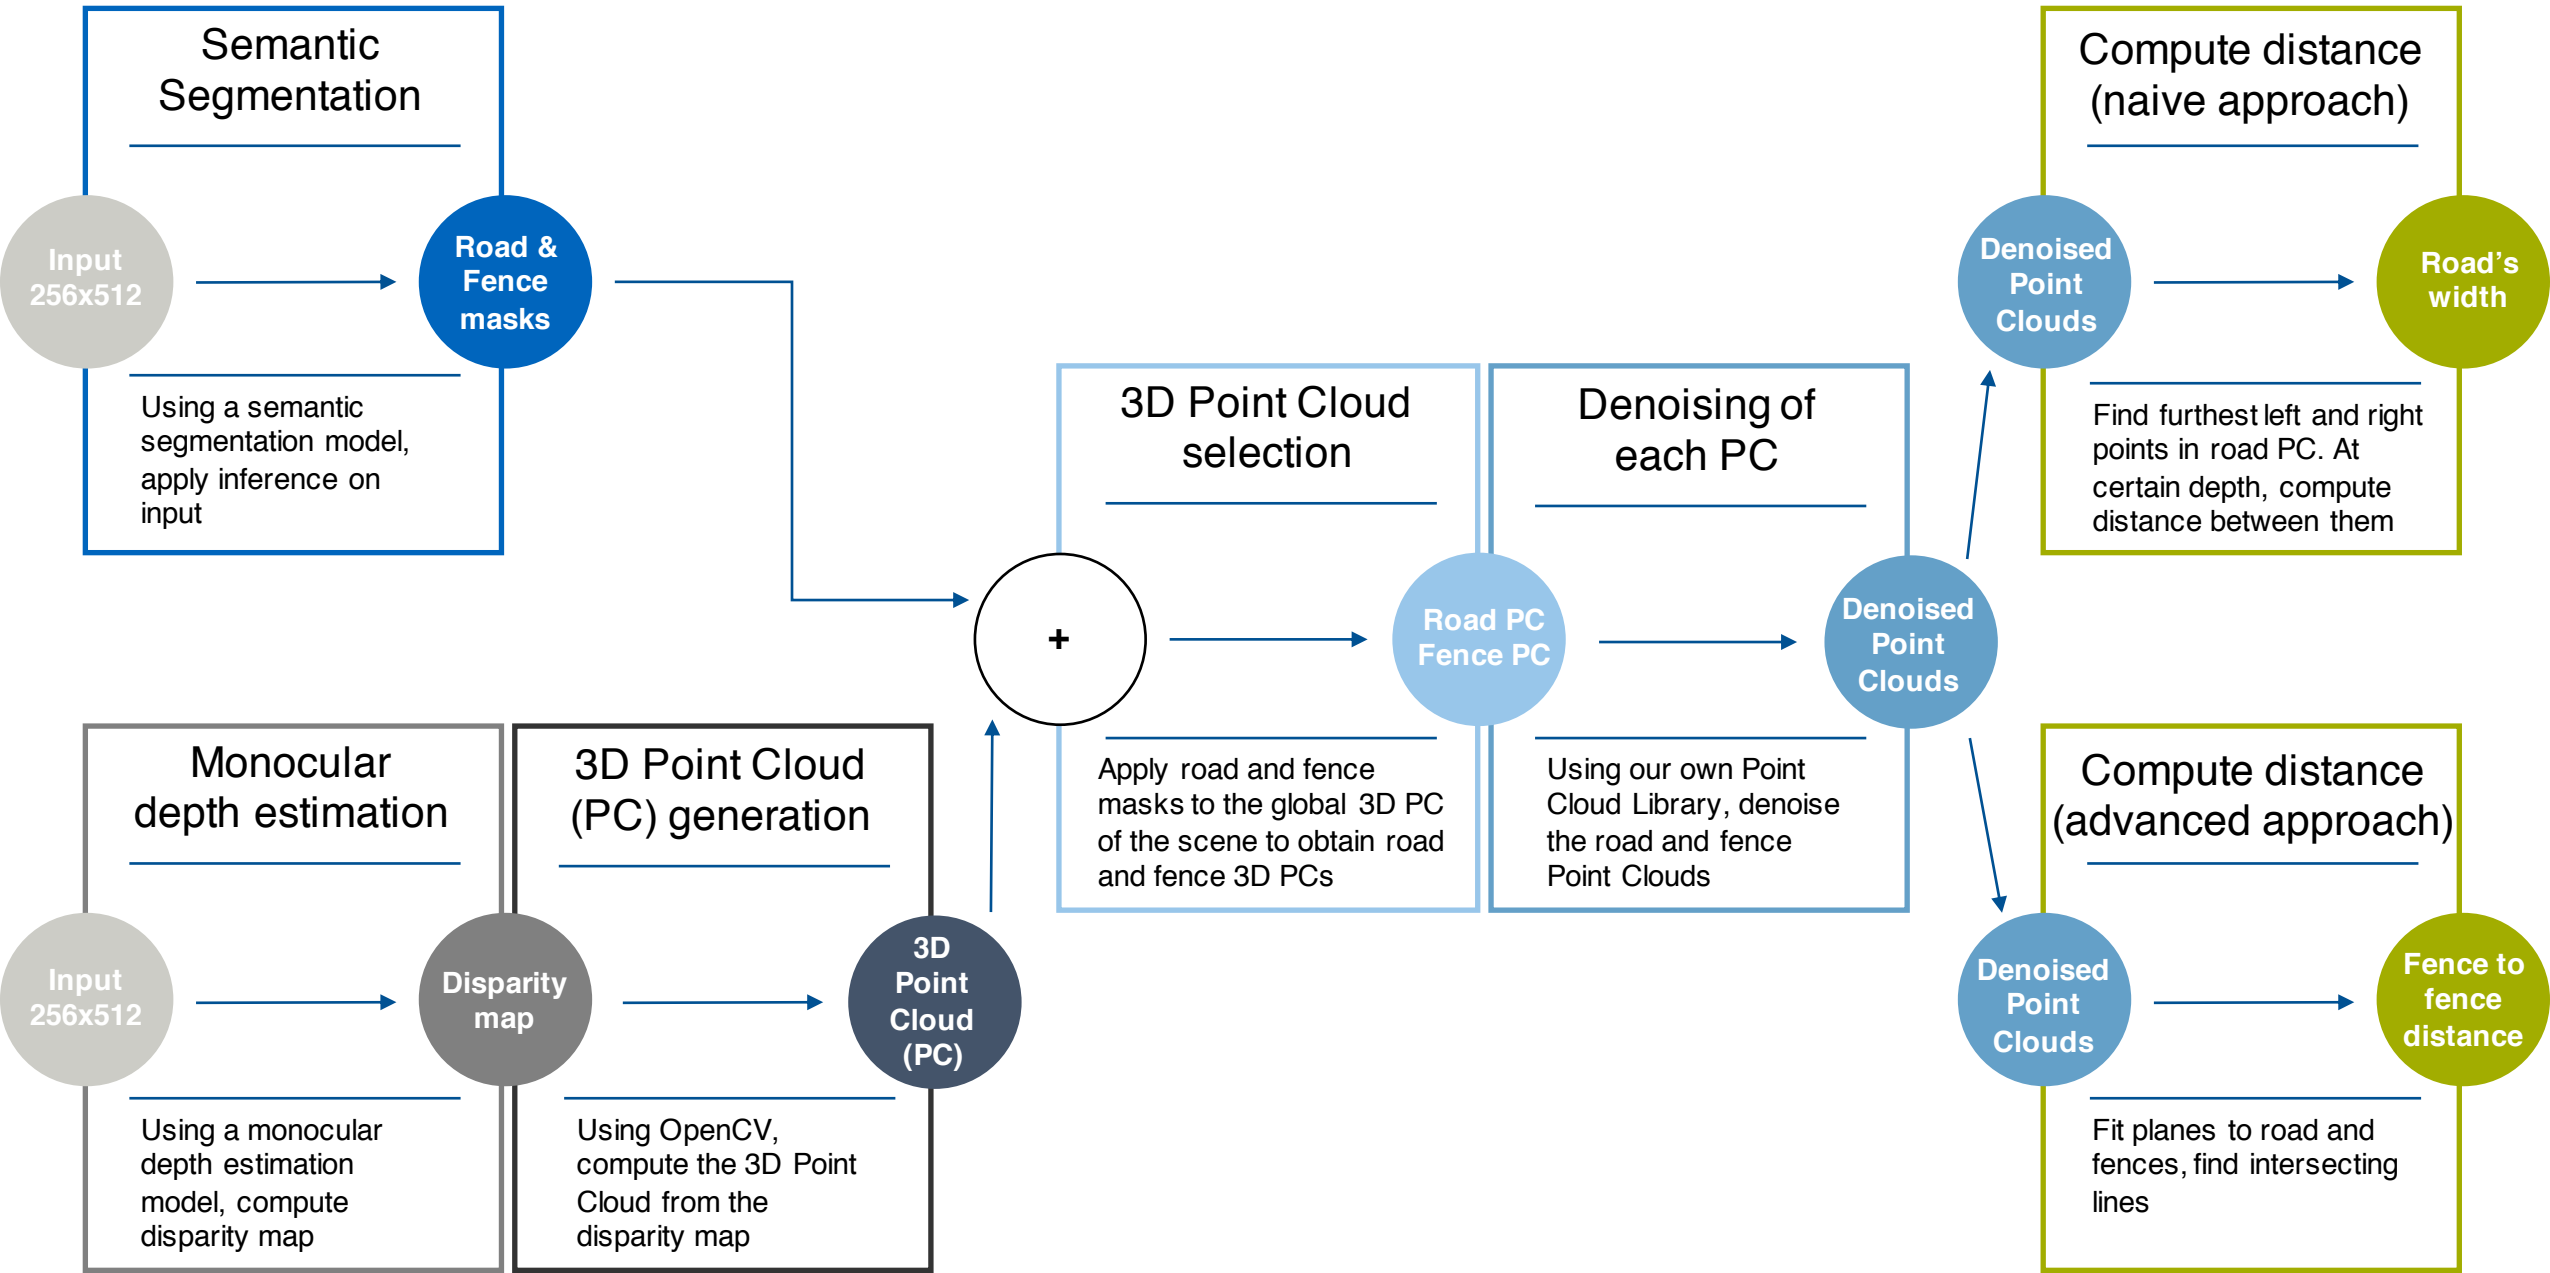 Semantic
Segmentation
Input
256x512
Road &
Fence
masks
Using a semantic
segmentation model,
apply inference on
input
Monocular
depth estimation
Input
256x512
Disparity
map
Using a monocular
depth estimation
model, compute
disparity map
3D Point Cloud
(PC) generation
3D
Point
Cloud
(PC)
Using OpenCV,
compute the 3D Point
Cloud from the
disparity map
3D Point Cloud
selection
+
Road PC
Fence PC
Apply road and fence
masks to the global 3D PC
of the scene to obtain road
and fence 3D PCs
Denoising of
each PC
Denoised
Point
Clouds
Using our own Point
Cloud Library, denoise
the road and fence
Point Clouds
Compute distance
(naive approach)
Denoised
Point
Clouds
Road's
width
Find furthest left and right
points in road PC. At
certain depth, compute
distance between them
Compute distance
(advanced approach)
Denoised
Point
Clouds
Fence to
fence
distance
Fit planes to road and
fences, find intersecting
lines